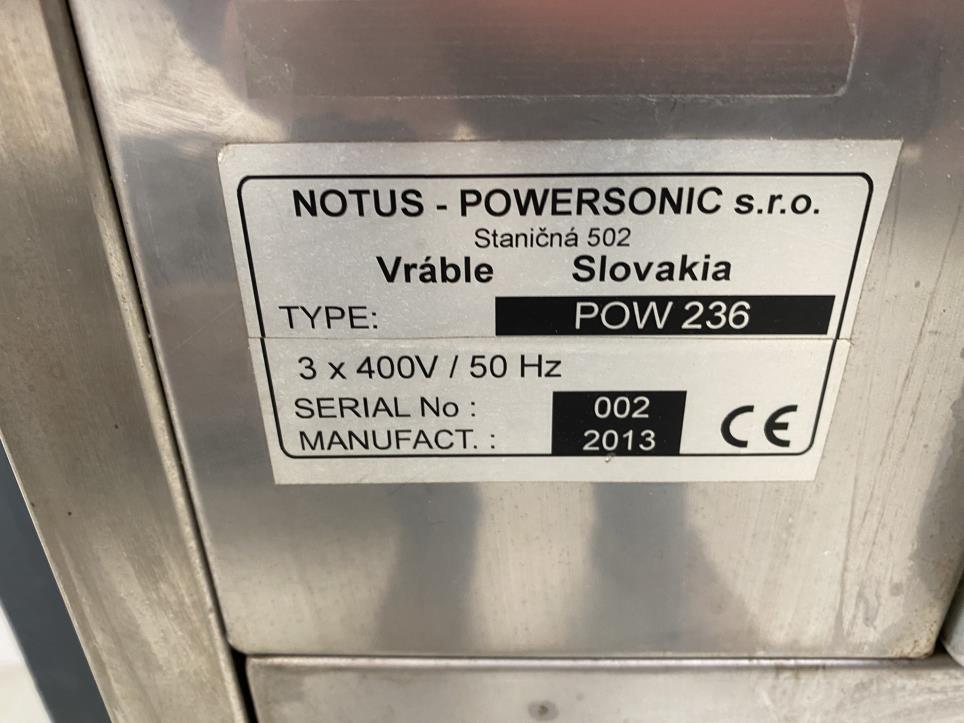 NOTUS - POWERSONIC s.r.o.
Staničná 502
Vráble Slovakia
TYPE: POW 236
3 x 400V / 50 Hz
SERIAL No : 002
MANUFACT. : 2013
CE